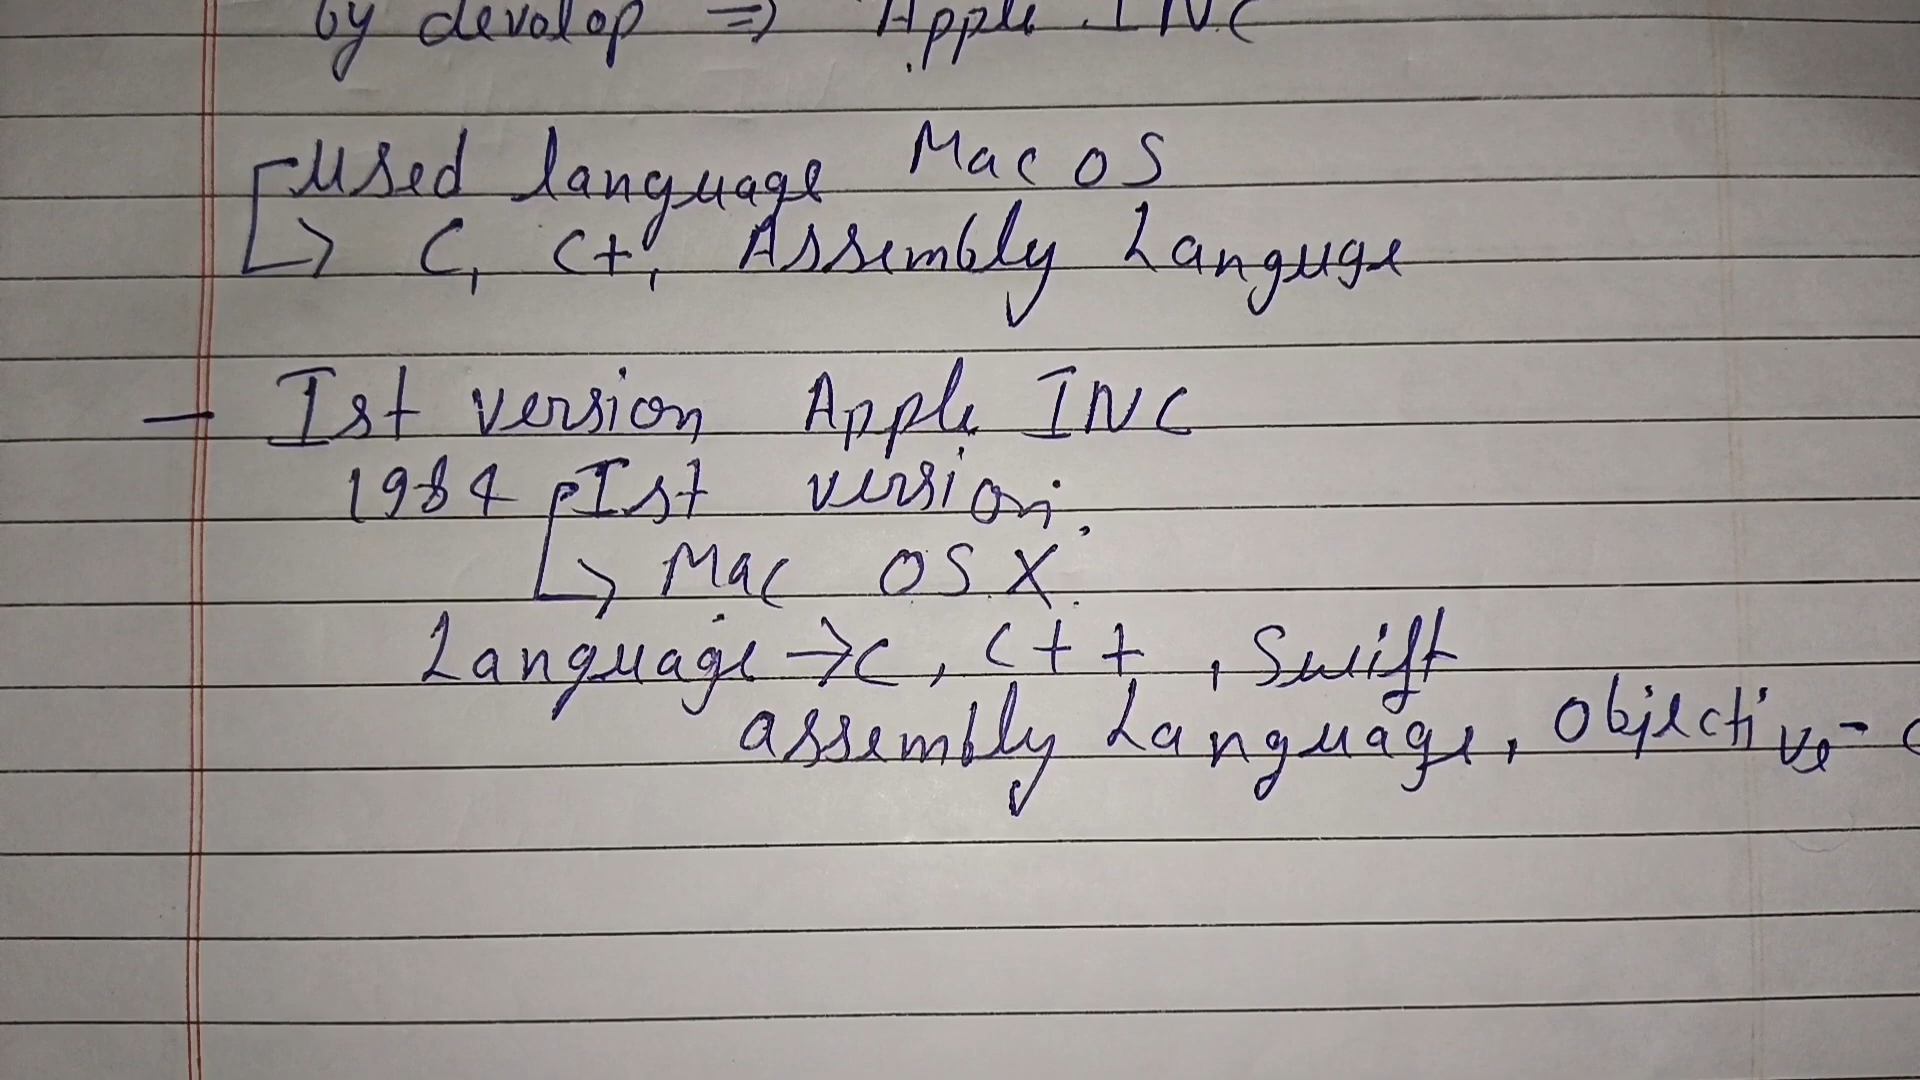 by develop => Apple INC
Used language Mac OS
→ C, C+, Assembly Languge
- Ist version Apple INC
1984 Ist version.
→ Mac OS X.
Language → C, C++, Swift
assembly Language, Objective- C